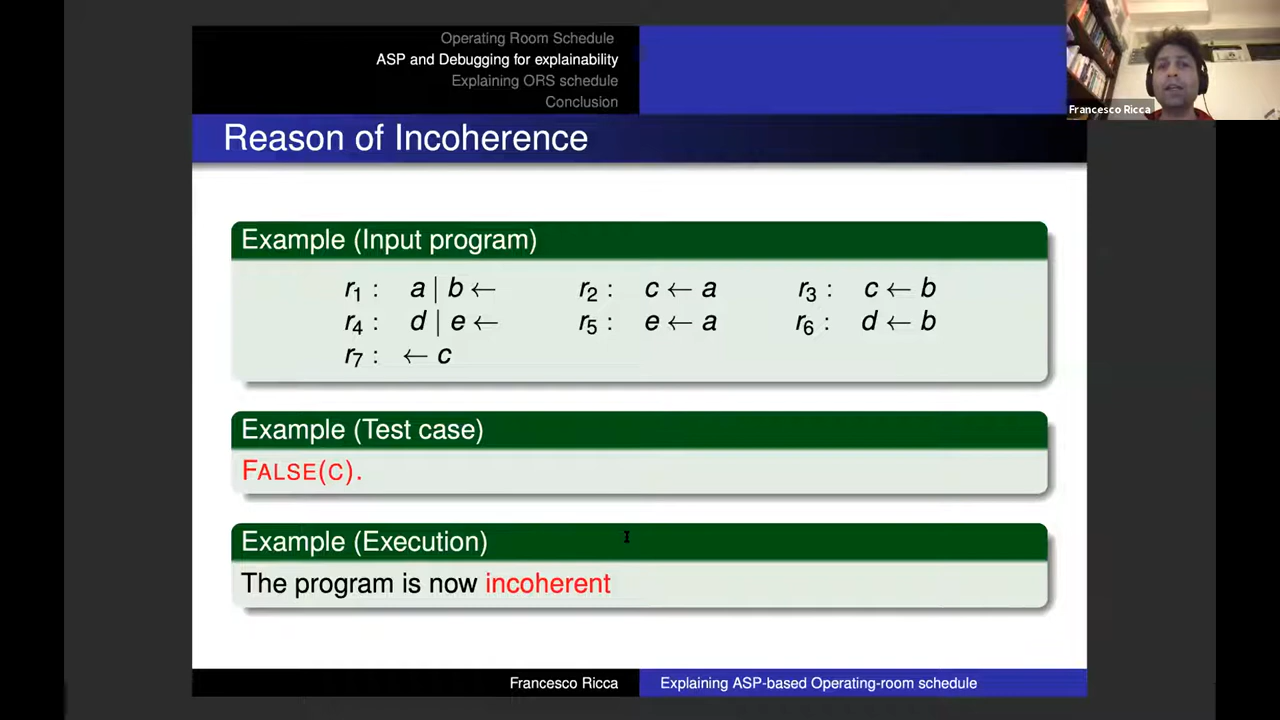 Operating Room Schedule
ASP and Debugging for explainability
Explaining ORS schedule
Conclusion
Francesco Ricca
Reason of Incoherence
Example (Input program)
r1 : a | b ← r2 : c ← a r3 : c ← b
r4 : d | e ← r5 : e ← a r6 : d ← b
r7 : ← c
Example (Test case)
FALSE(C).
Example (Execution)
The program is now incoherent
Francesco Ricca Explaining ASP-based Operating-room schedule